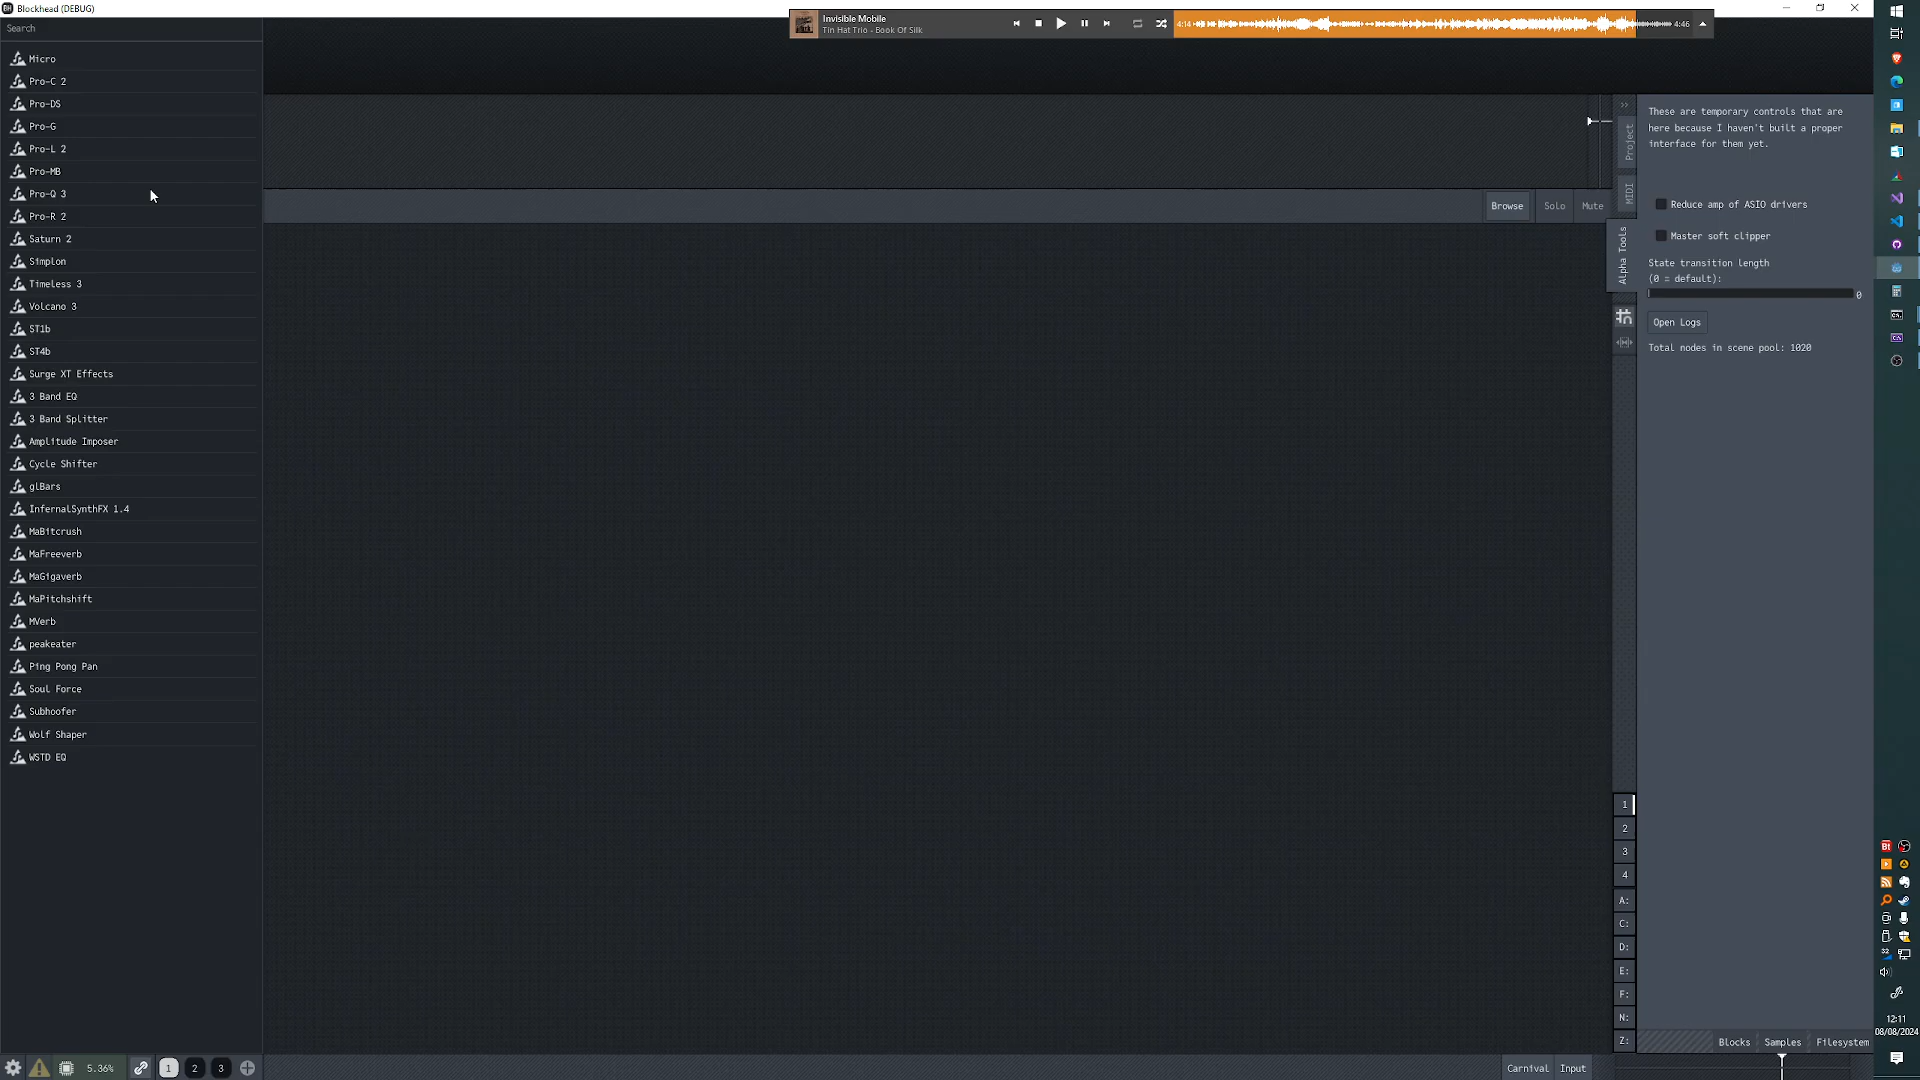 Blockhead (DEBUG)
Search
Invisible Mobile
Tin Hat Trio - Book Of Silk
4:14
4:46
Micro
Pro-C 2
Pro-DS
Pro-G
Pro-L 2
Pro-MB
Pro-Q 3
Pro-R 2
Saturn 2
Simplon
Timeless 3
Volcano 3
ST1b
ST4b
Surge XT Effects
3 Band EQ
3 Band Splitter
Amplitude Imposer
Cycle Shifter
glBars
InfernalSynthFX 1.4
MaBitcrush
MaFreeverb
MaGigaverb
MaPitchshift
MVerb
peakeater
Ping Pong Pan
Soul Force
Subhoofer
Wolf Shaper
WSTD EQ
Browse
Solo
Mute
Project
MIDI
Alpha Tools
These are temporary controls that are
here because I haven't built a proper
interface for them yet.
Reduce amp of ASIO drivers
Master soft clipper
State transition length
(0 = default):
0
Open Logs
Total nodes in scene pool: 1020
1
2
3
4
A:
C:
D:
E:
F:
N:
Z:
Blocks
Samples
Filesystem
5.36%
1
2
3
Carnival
Input
12:11
08/08/2024